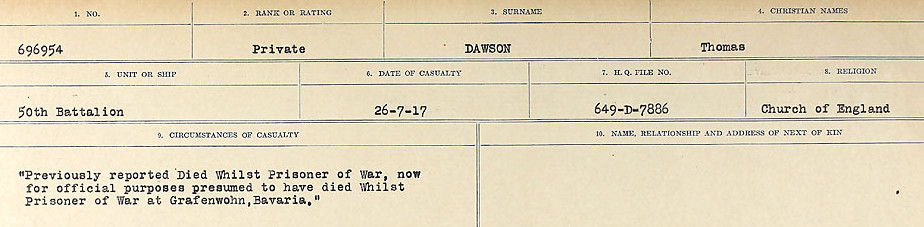 1. NO. 2. RANK OR RATING 3. SURNAME 4. CHRISTIAN NAMES
696954 Private DAWSON Thomas
5. UNIT OR SHIP 6. DATE OF CASUALTY 7. H. Q. FILE NO. 8. RELIGION
50th Battalion 26-7-17 649-D-7886 Church of England
9. CIRCUMSTANCES OF CASUALTY 10. NAME, RELATIONSHIP AND ADDRESS OF NEXT OF KIN
"Previously reported Died Whilst Prisoner of War, now
for official purposes presumed to have died Whilst
Prisoner of War at Grafenwohn,Bavaria."